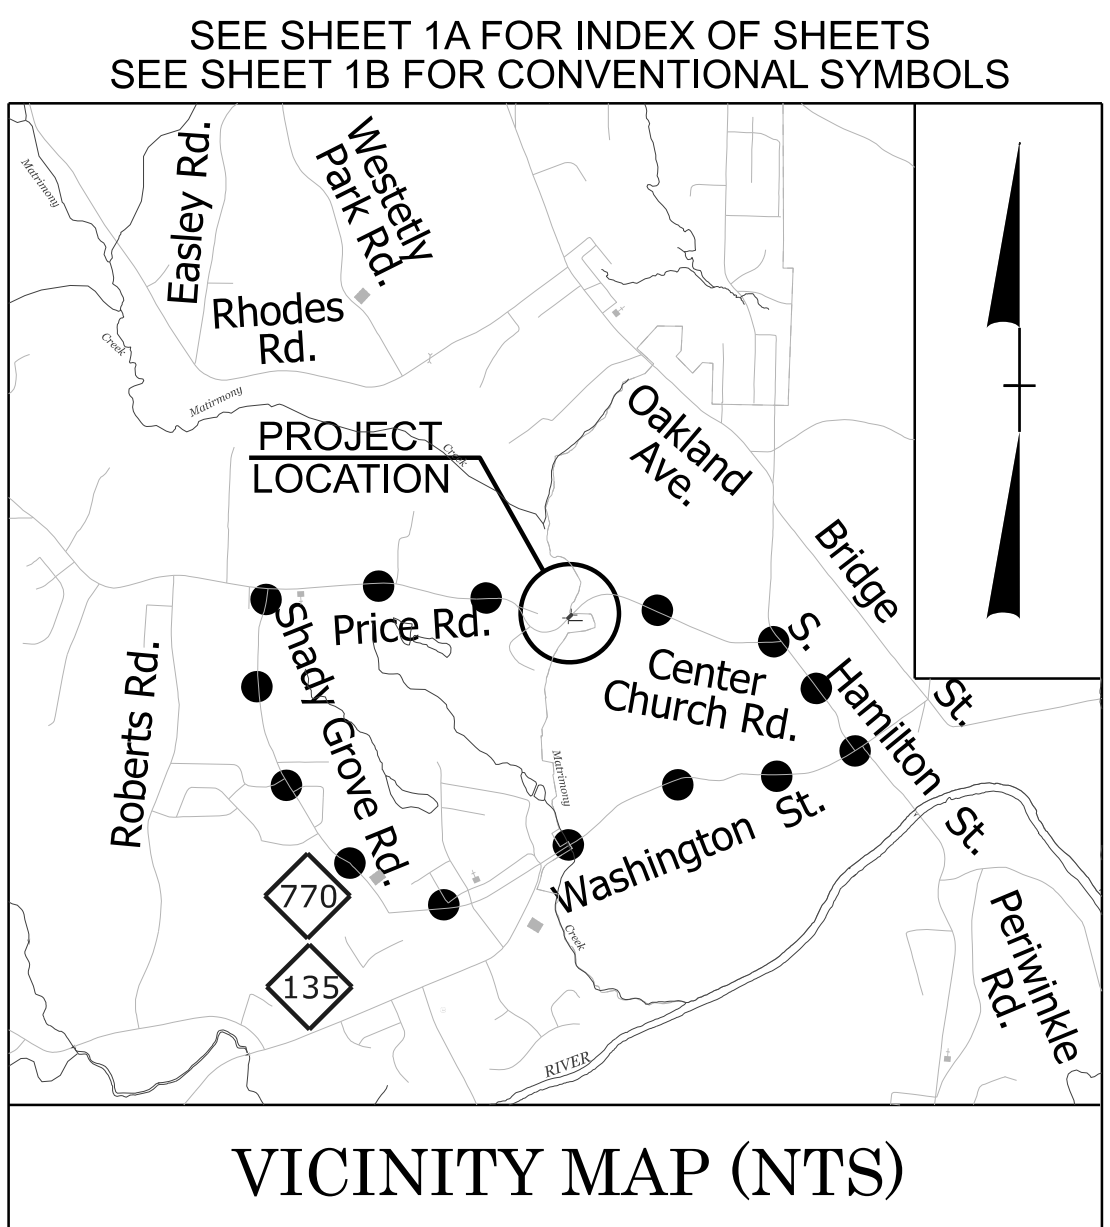 SEE SHEET 1A FOR INDEX OF SHEETS
SEE SHEET 1B FOR CONVENTIONAL SYMBOLS
Matrimony
Easley Rd.
Westetly
Park Rd.
Rhodes
Rd.
Creek
Matirmony
PROJECT
LOCATION
Creek
Oakland
Ave.
Bridge
St.
Price Rd.
Shady Grove Rd.
Roberts Rd.
Center
Church Rd.
S. Hamilton
St.
Matrimony
Washington St.
770
135
Creek
Periwinkle
Rd.
RIVER
VICINITY MAP (NTS)